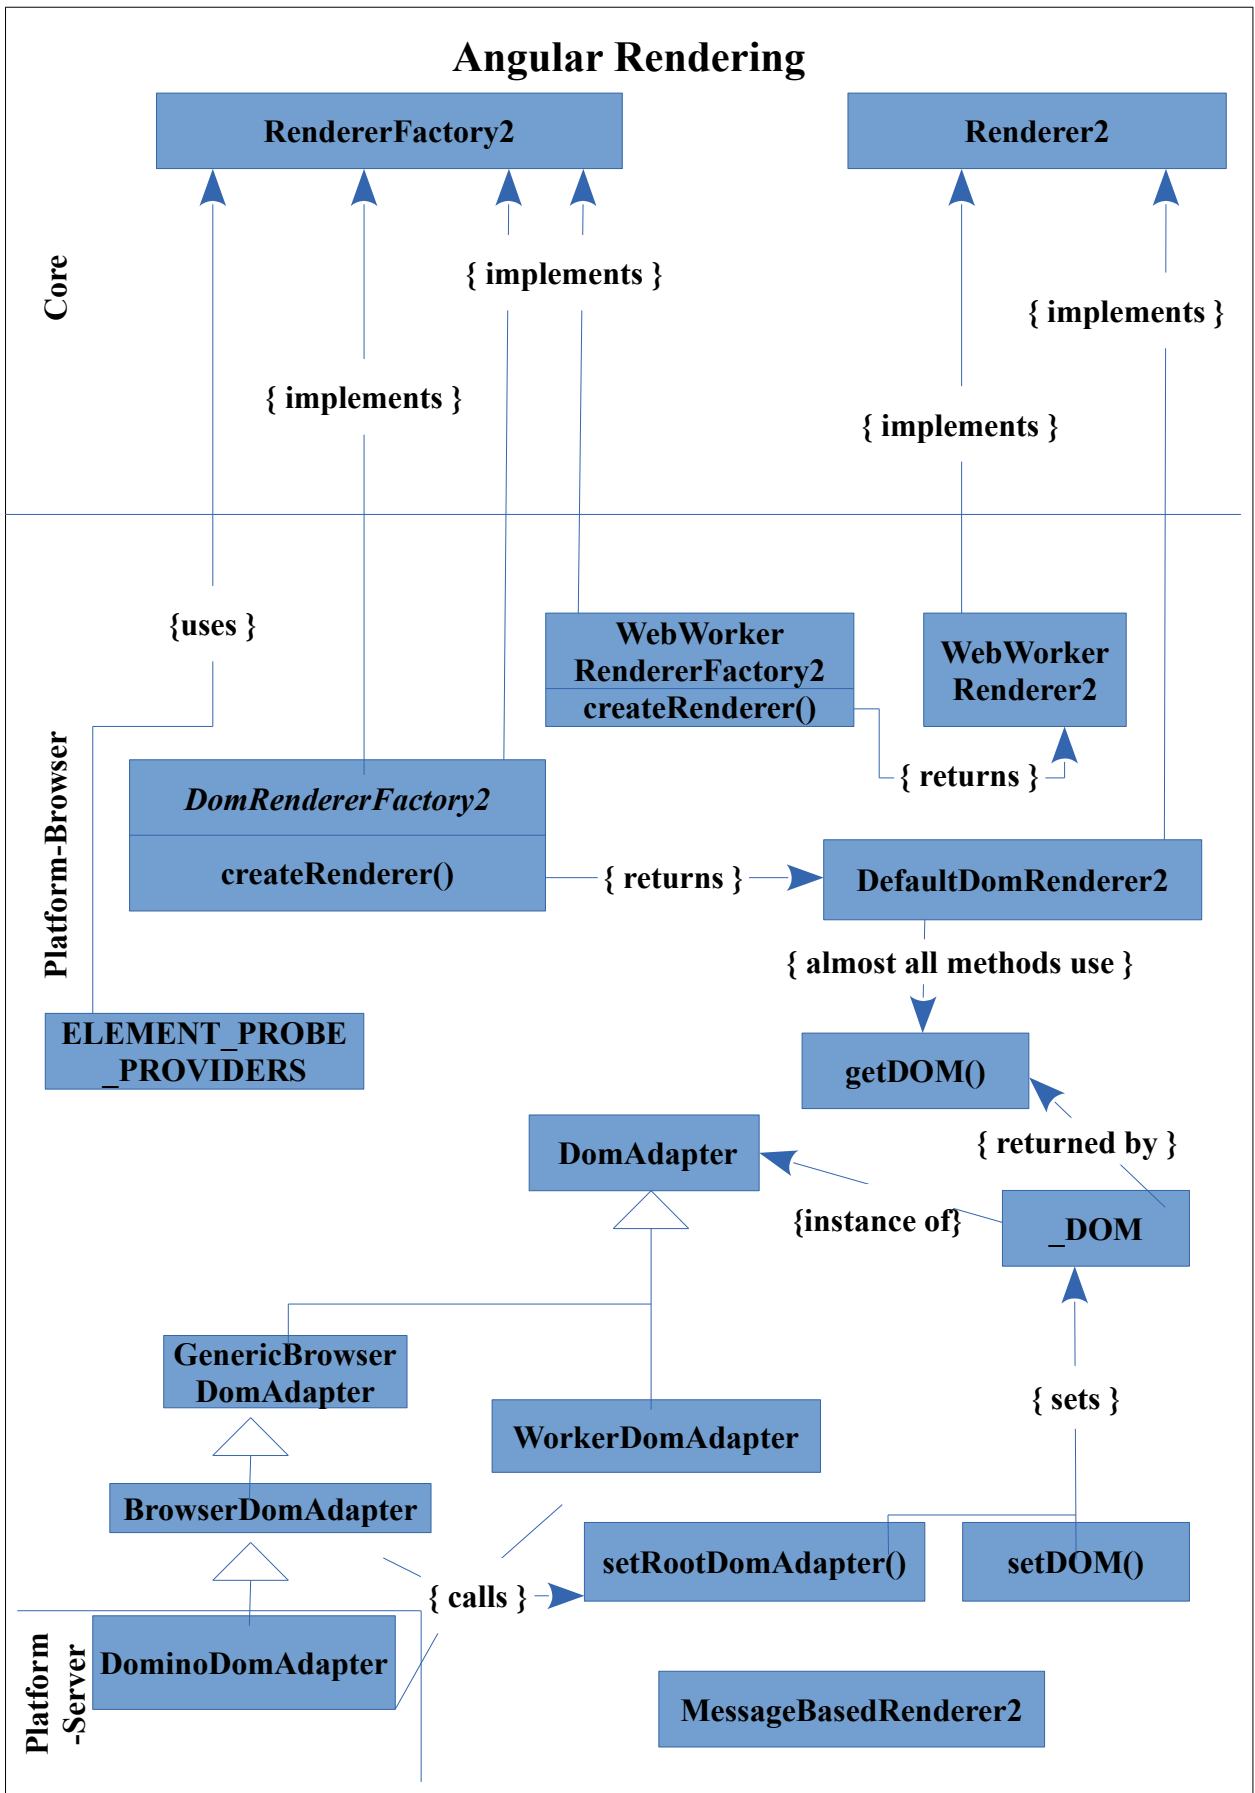 Angular Rendering
RendererFactory2
Renderer2
Core
{ implements }
{ implements }
{ implements }
{ implements }
{uses }
WebWorker
RendererFactory2
createRenderer()
WebWorker
Renderer2
Platform-Browser
{ returns }
DomRendererFactory2
createRenderer()
{ returns }
DefaultDomRenderer2
{ almost all methods use }
ELEMENT_PROBE
_PROVIDERS
getDOM()
DomAdapter
{ returned by }
{instance of}
_DOM
GenericBrowser
DomAdapter
{ sets }
WorkerDomAdapter
BrowserDomAdapter
setRootDomAdapter()
setDOM()
{ calls }
Platform
-Server
DominoDomAdapter
MessageBasedRenderer2